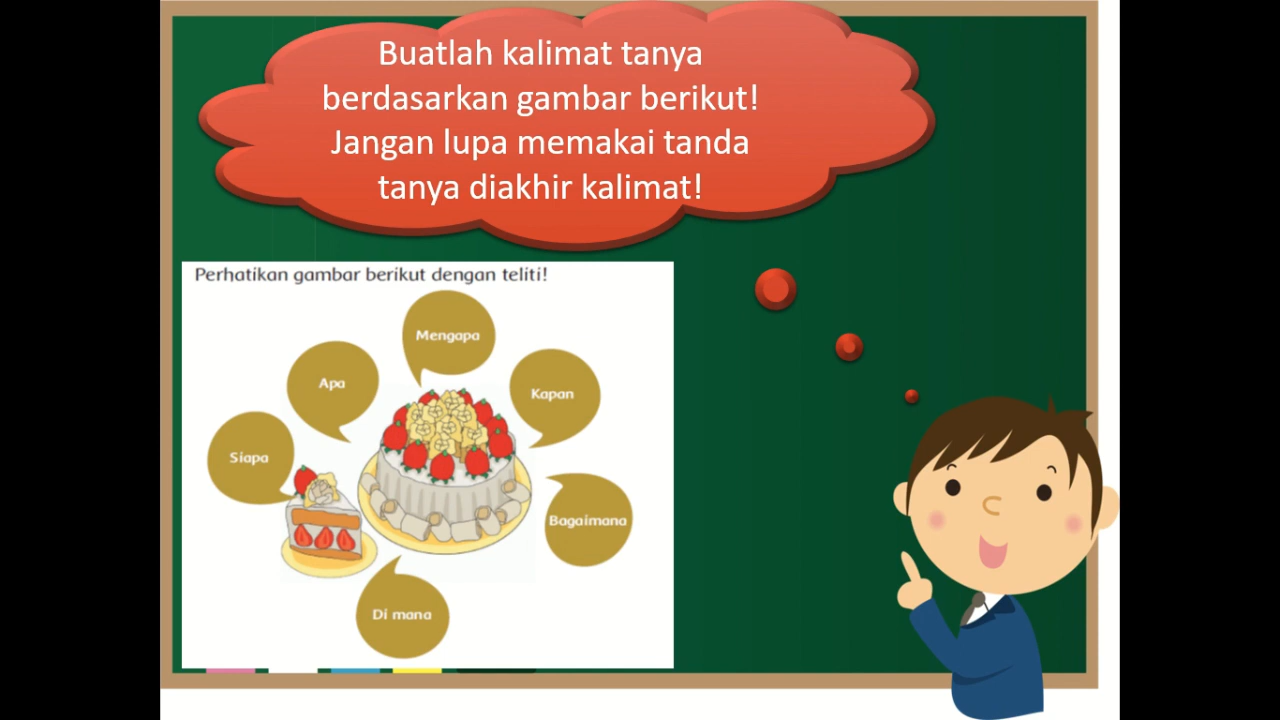 Buatlah kalimat tanya
berdasarkan gambar berikut!
Jangan lupa memakai tanda
tanya diakhir kalimat!
Perhatikan gambar berikut dengan teliti!
Mengapa
Apa
Kapan
Siapa
Bagaimana
Di mana